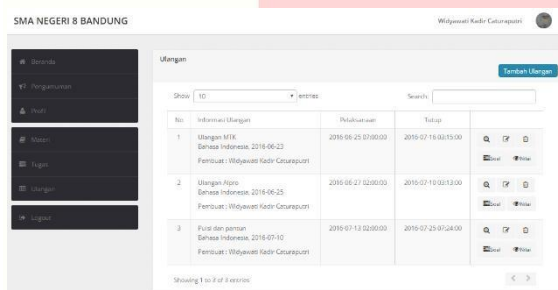 SMA NEGERI 8 BANDUNG
Widyawati Kadir Caturaputri
Beranda
Pengumuman
Profil
Materi
Tugas
Ulangan
Logout
Ulangan
Tambah Ulangan
Show 10 entries
Search:
No Informasi Ulangan Pelaksanaan Tutup
1 Ulangan MTK 2016-06-25 07:00:00 2016-07-16 03:15:00
Bahasa Indonesia, 2016-06-23
Pembuat : Widyawati Kadir Caturaputri
Soal Nilai
2 Ulangan Alpro 2016-06-27 02:00:00 2016-07-10 03:13:00
Bahasa Indonesia, 2016-06-25
Pembuat : Widyawati Kadir Caturaputri
Soal Nilai
3 Puisi dan pantun 2016-07-13 02:00:00 2016-07-25 07:24:00
Bahasa Indonesia, 2016-07-10
Pembuat : Widyawati Kadir Caturaputri
Soal Nilai
Showing 1 to 3 of 3 entries